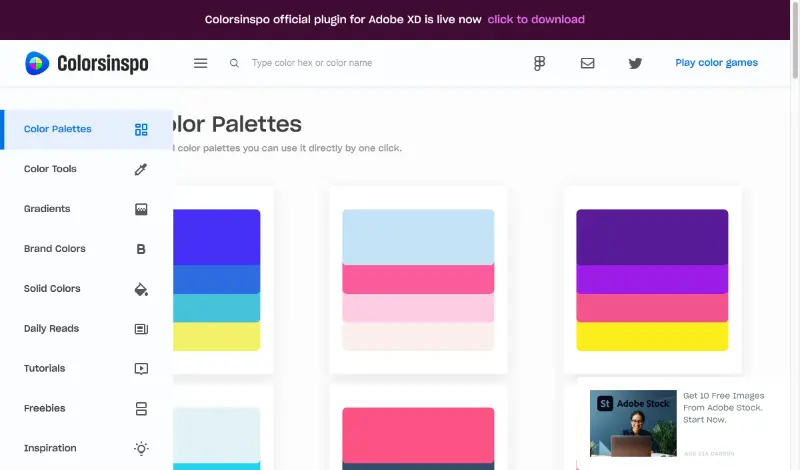 Colorsinspo official plugin for Adobe XD is live now click to download
Colorsinspo
Type color hex or color name
Play color games
Color Palettes
Color Tools
Gradients
Brand Colors
B
Solid Colors
Daily Reads
Tutorials
Freebies
Inspiration
olor Palettes
l color palettes you can use it directly by one click.
St Adobe Stock
Get 10 Free Images
From Adobe Stock.
Start Now.
ADS VIA CARBON